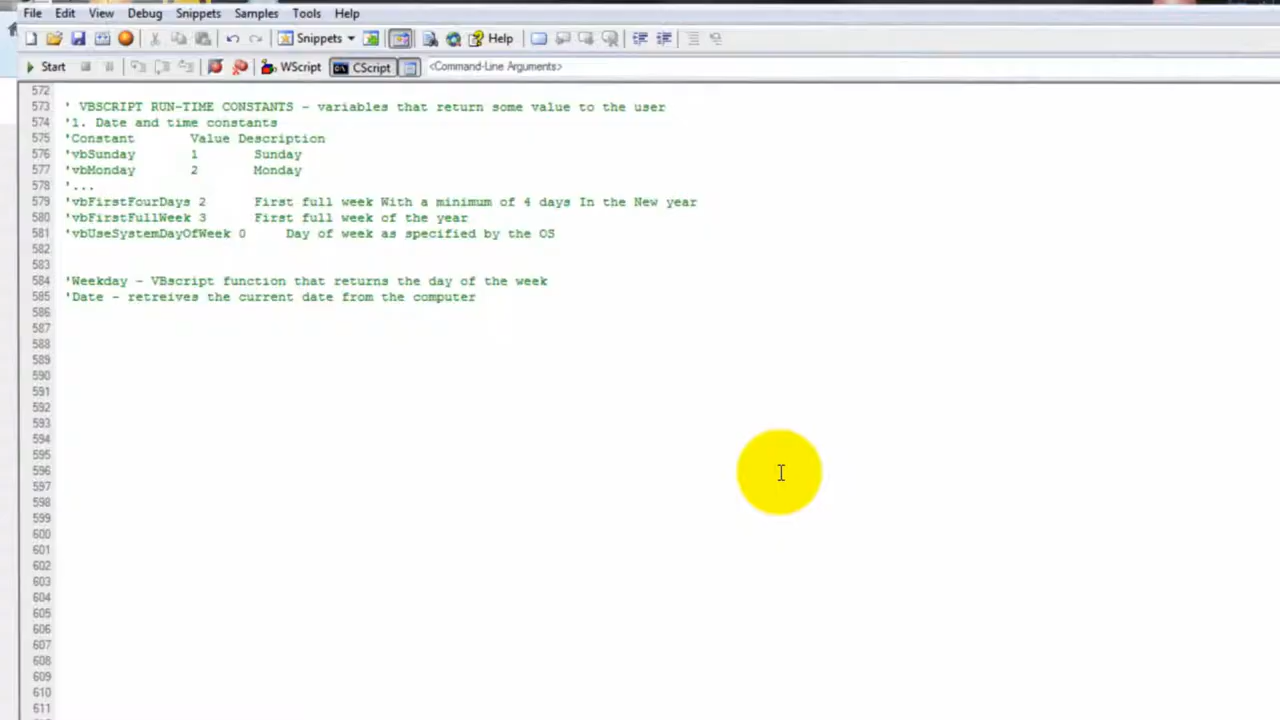 File Edit View Debug Snippets Samples Tools Help
Snippets Help
Start WScript CScript <Command-Line Arguments>
572
573 ' VBSCRIPT RUN-TIME CONSTANTS - variables that return some value to the user
574 '1. Date and time constants
575 'Constant Value Description
576 'vbSunday 1 Sunday
577 'vbMonday 2 Monday
578 '...
579 'vbFirstFourDays 2 First full week With a minimum of 4 days In the New year
580 'vbFirstFullWeek 3 First full week of the year
581 'vbUseSystemDayOfWeek 0 Day of week as specified by the OS
582
583
584 'Weekday - VBscript function that returns the day of the week
585 'Date - retreives the current date from the computer
586
587
588
589
590
591
592
593
594
595
596
597
598
599
600
601
602
603
604
605
606
607
608
609
610
611